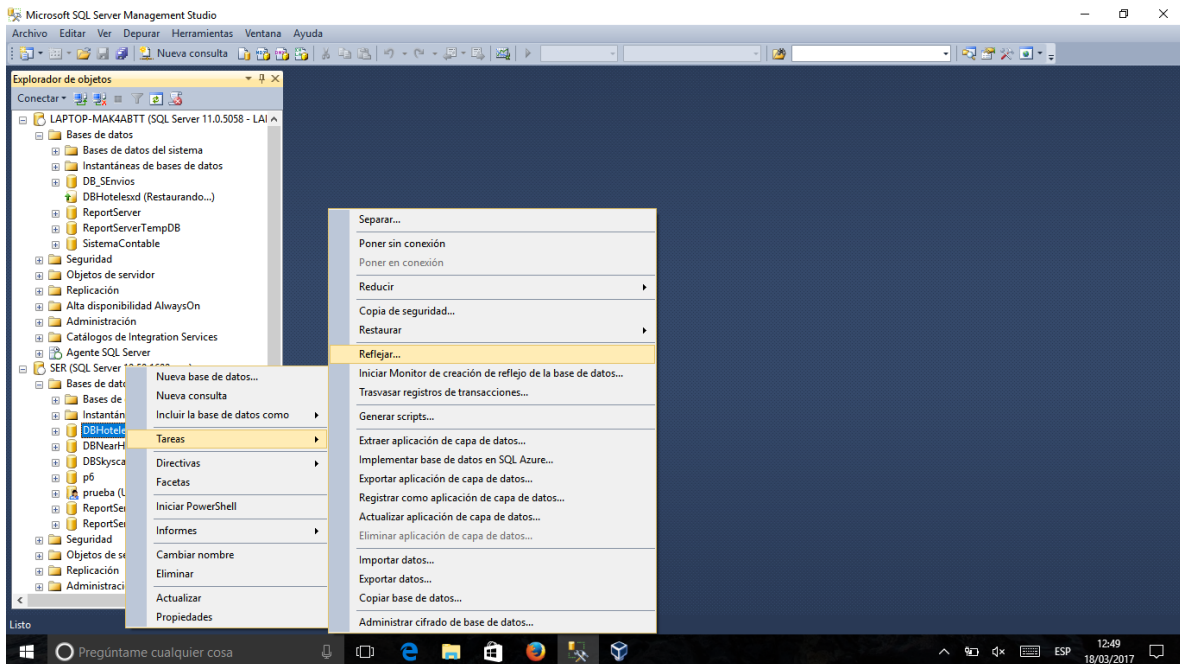 Microsoft SQL Server Management Studio
Archivo Editar Ver Depurar Herramientas Ventana Ayuda
Nueva consulta
Explorador de objetos
Conectar
LAPTOP-MAK4ABTT (SQL Server 11.0.5058 - LA
Bases de datos
Bases de datos del sistema
Instantáneas de bases de datos
DB_SEnvios
DBHotelesxd (Restaurando...)
ReportServer
ReportServerTempDB
SistemaContable
Seguridad
Objetos de servidor
Replicación
Alta disponibilidad AlwaysOn
Administración
Catálogos de Integration Services
Agente SQL Server
SER (SQL Server
Bases de dato
Bases de
Instantán
DBHotele
DBNearH
DBSkysca
p6
prueba (U
ReportSe
ReportSe
Seguridad
Objetos de se
Replicación
Administraci
Listo
Nueva base de datos...
Nueva consulta
Incluir la base de datos como
Tareas
Directivas
Facetas
Iniciar PowerShell
Informes
Cambiar nombre
Eliminar
Actualizar
Propiedades
Separar...
Poner sin conexión
Poner en conexión
Reducir
Copia de seguridad...
Restaurar
Reflejar...
Iniciar Monitor de creación de reflejo de la base de datos...
Trasvasar registros de transacciones...
Generar scripts...
Extraer aplicación de capa de datos...
Implementar base de datos en SQL Azure...
Exportar aplicación de capa de datos...
Registrar como aplicación de capa de datos...
Actualizar aplicación de capa de datos...
Eliminar aplicación de capa de datos...
Importar datos...
Exportar datos...
Copiar base de datos...
Administrar cifrado de base de datos...
Pregúntame cualquier cosa
ESP
12:49
18/03/2017